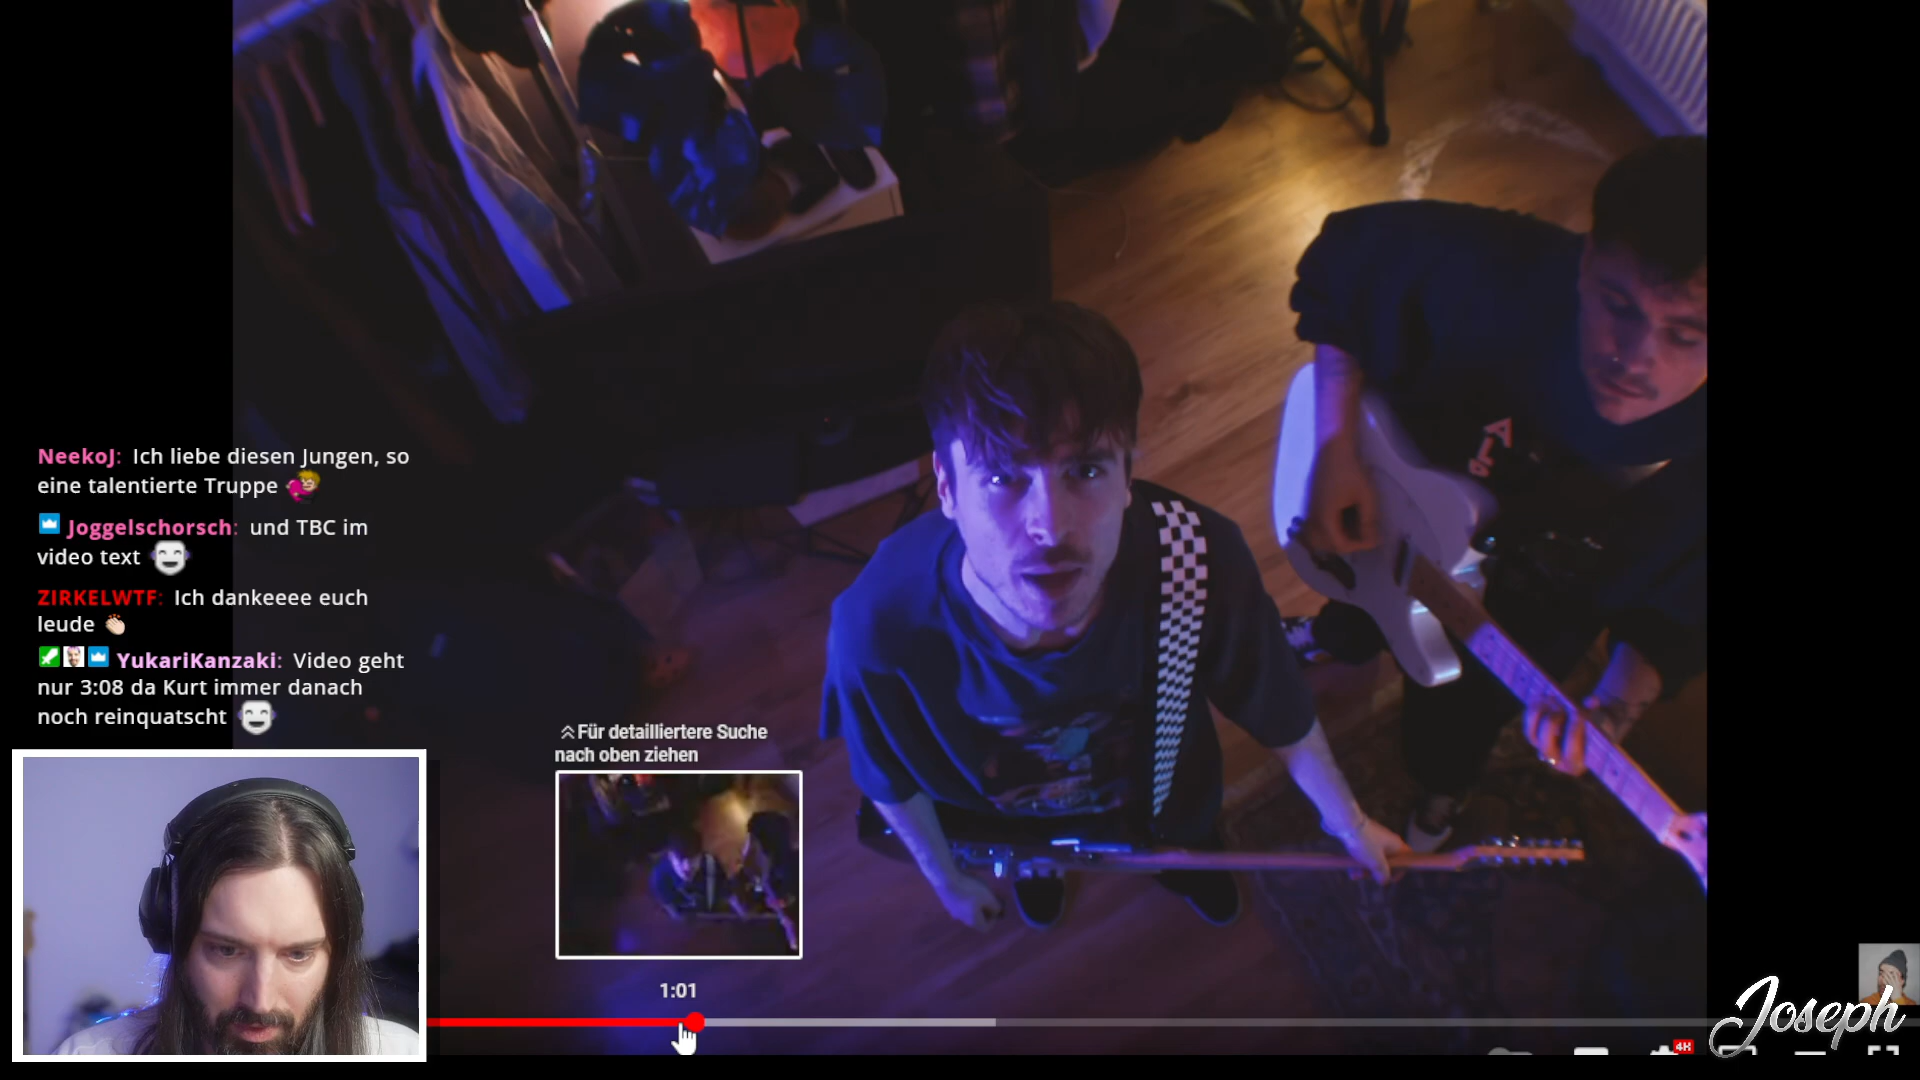 NeekoJ: Ich liebe diesen Jungen, so
eine talentierte Truppe
Joggelschorsch: und TBC im
video text
ZIRKELWTF: Ich dankeeee euch
leude
YukariKanzaki: Video geht
nur 3:08 da Kurt immer danach
noch reinquatscht
Für detailliertere Suche
nach oben ziehen
1:01
4K
Joseph